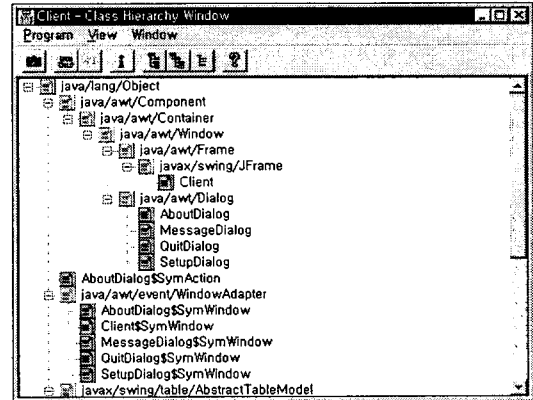 Client - Class Hierarchy Window
Program View Window
java/lang/Object
java/awt/Component
java/awt/Container
java/awt/Window
java/awt/Frame
javax/swing/JFrame
Client
java/awt/Dialog
AboutDialog
MessageDialog
QuitDialog
SetupDialog
AboutDialog$SymAction
java/awt/event/WindowAdapter
AboutDialog$SymWindow
Client$SymWindow
MessageDialog$SymWindow
QuitDialog$SymWindow
SetupDialog$SymWindow
javax/swing/table/AbstractTableModel